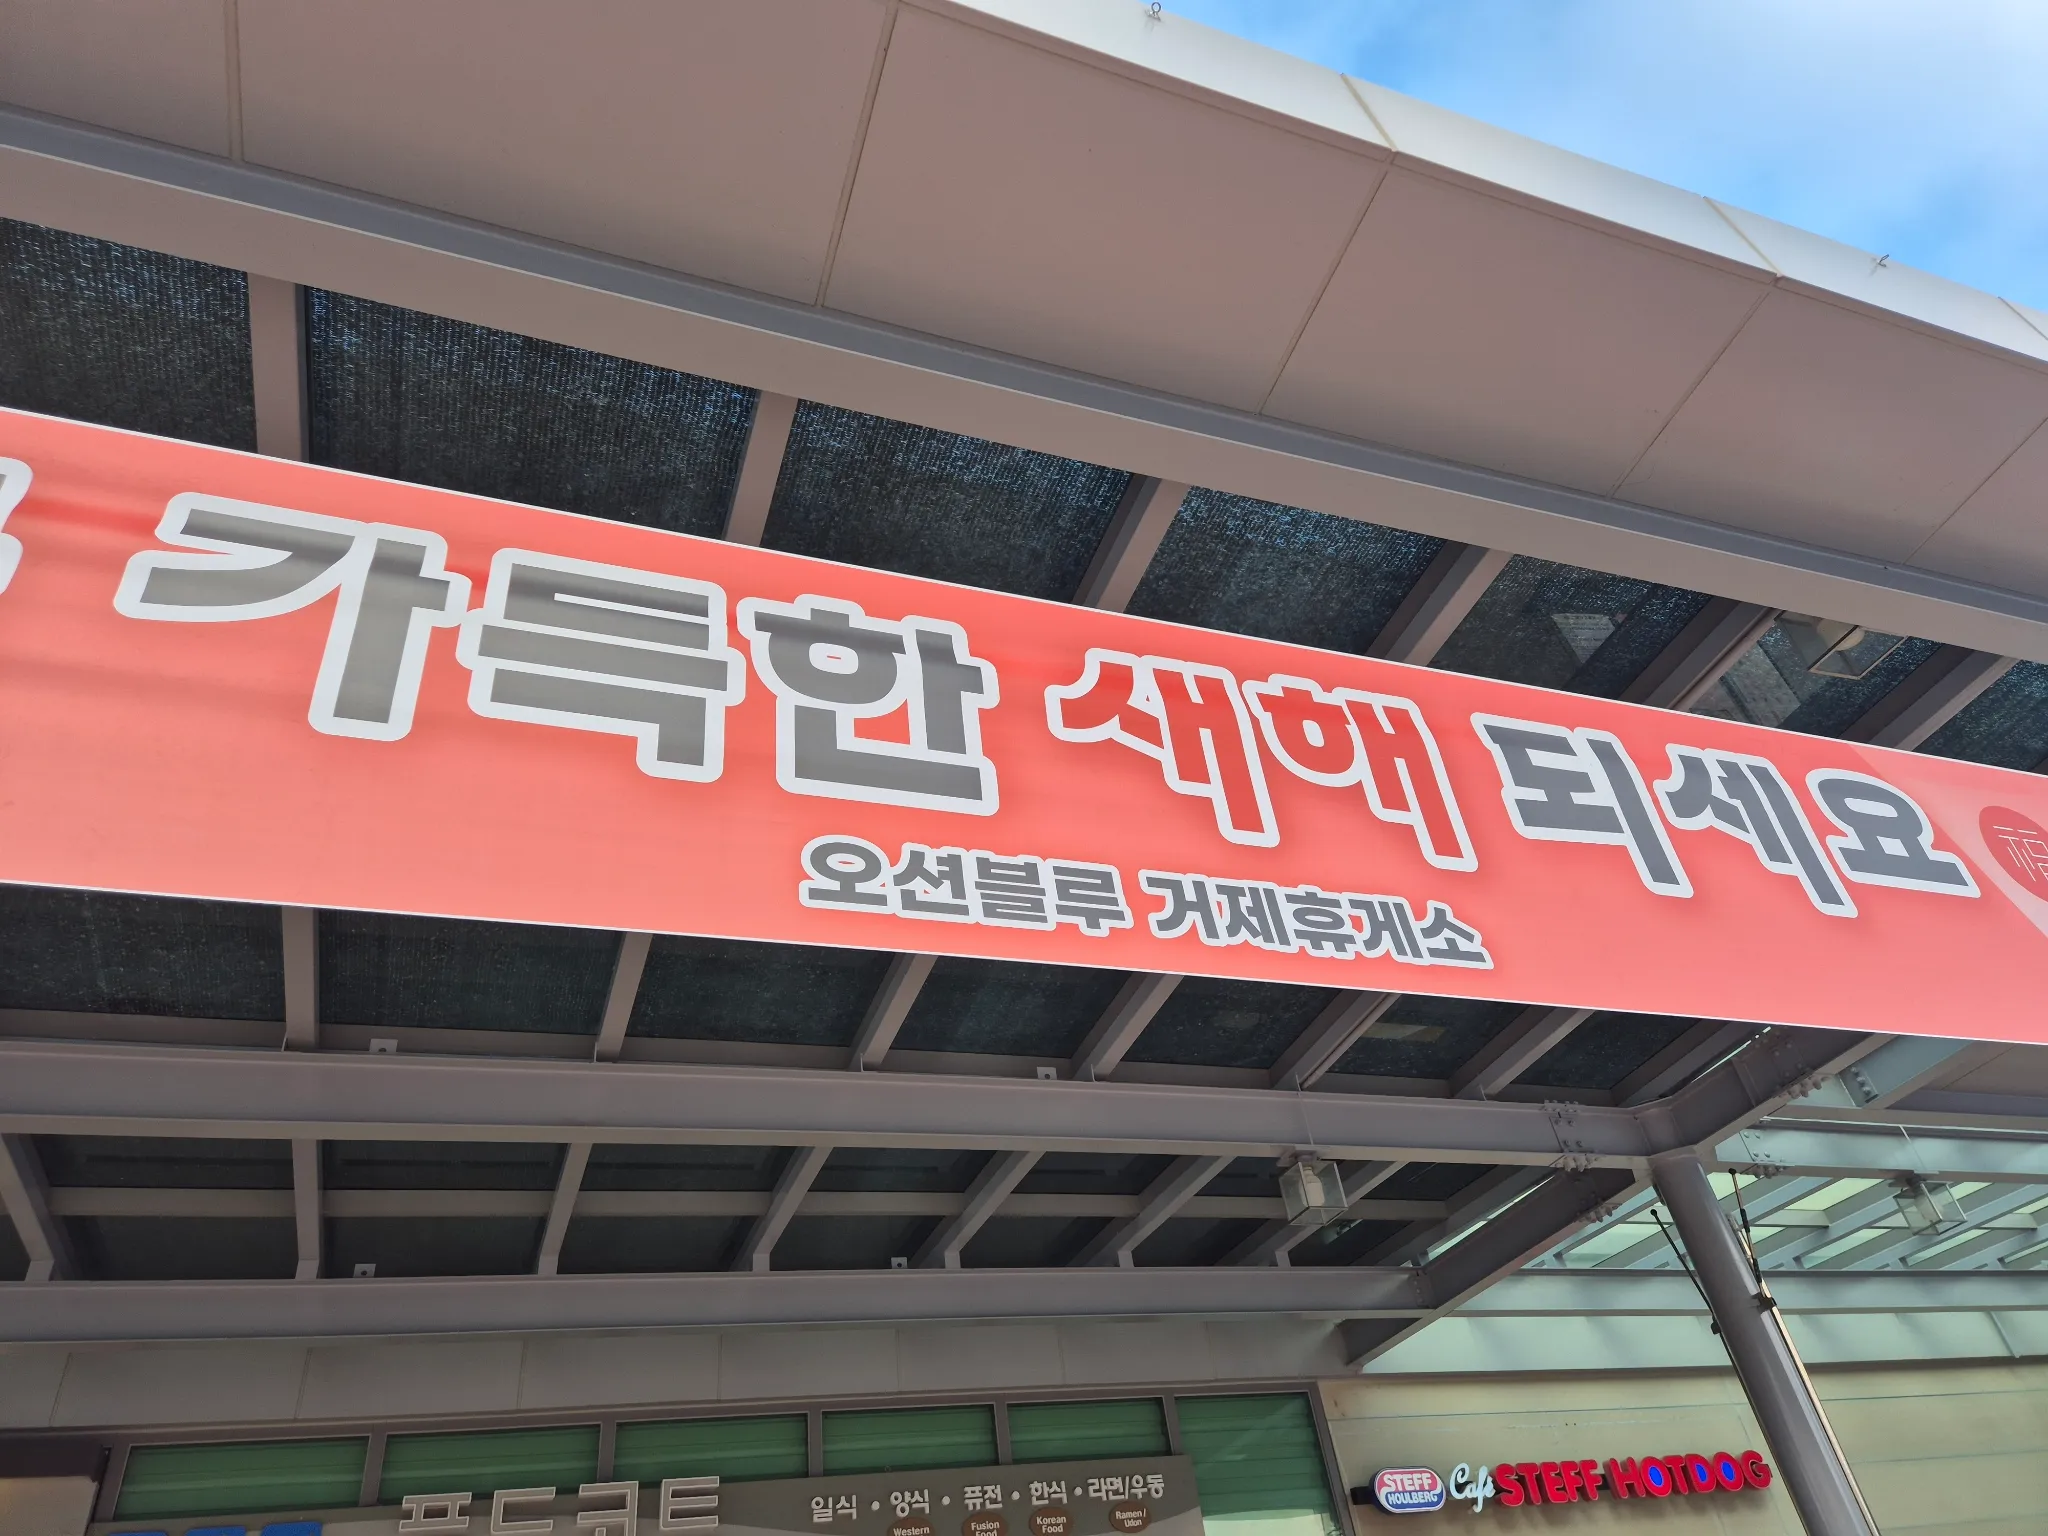 가득한 새해 되세요
오션블루 거제휴게소
푸드코트
일식 • 양식 • 퓨전 • 한식 • 라면/우동
Western
Fusion
Food
Korean
Food
Ramen /
Udon
STEFF
HOULBERG
Café STEFF HOTDOG